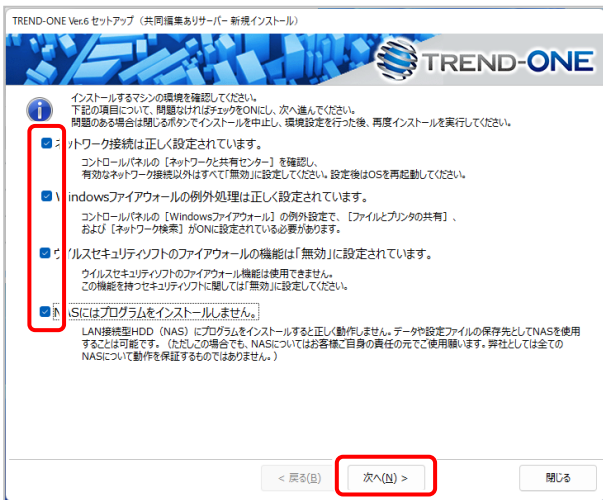 TREND-ONE Ver.6 セットアップ（共同編集ありサーバー 新規インストール）
TREND-ONE
インストールするマシンの環境を確認してください。
下記の項目について、問題なければチェックをONにし、次へ進んでください。
問題のある場合は閉じるボタンでインストールを中止し、環境設定を行った後、再度インストールを実行してください。
ネットワーク接続は正しく設定されています。
コントロールパネルの［ネットワークと共有センター］を確認し、
有効なネットワーク接続以外はすべて「無効」に設定してください。設定後はOSを再起動してください。
Windowsファイアウォールの例外処理は正しく設定されています。
コントロールパネルの［Windowsファイアウォール］の例外設定で、［ファイルとプリンタの共有］、
および［ネットワーク検索］がONに設定されている必要があります。
ウイルスセキュリティソフトのファイアウォールの機能は「無効」に設定されています。
ウイルスセキュリティソフトのファイアウォール機能は使用できません。
この機能を持つセキュリティソフトに関しては「無効」に設定してください。
NASにはプログラムをインストールしません。
LAN接続型HDD（NAS）にプログラムをインストールすると正しく動作しません。データや設定ファイルの保存先としてNASを使用
することは可能です。（ただしこの場合でも、NASについてはお客様ご自身の責任の元でご使用願います。弊社としては全ての
NASについて動作を保証するものではありません。）
< 戻る(B)
次へ(N) >
閉じる